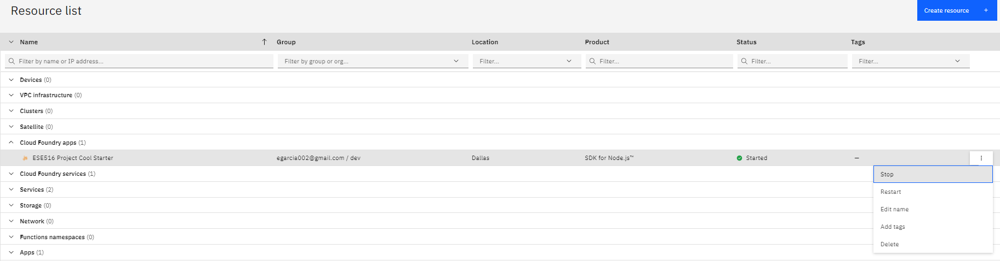 Resource list
Create resource +
Name Group Location Product Status Tags
Filter by name or IP address... Filter by group or org... Filter... Filter... Filter... Filter...
Devices (0)
VPC infrastructure (0)
Clusters (0)
Satellite (0)
Cloud Foundry apps (1)
JS ESE516 Project Cool Starter egarcia002@gmail.com / dev Dallas SDK for Node.js™ Started –
Cloud Foundry services (1)
Stop
Services (2)
Restart
Storage (0)
Edit name
Network (0)
Add tags
Functions namespaces (0)
Delete
Apps (1)